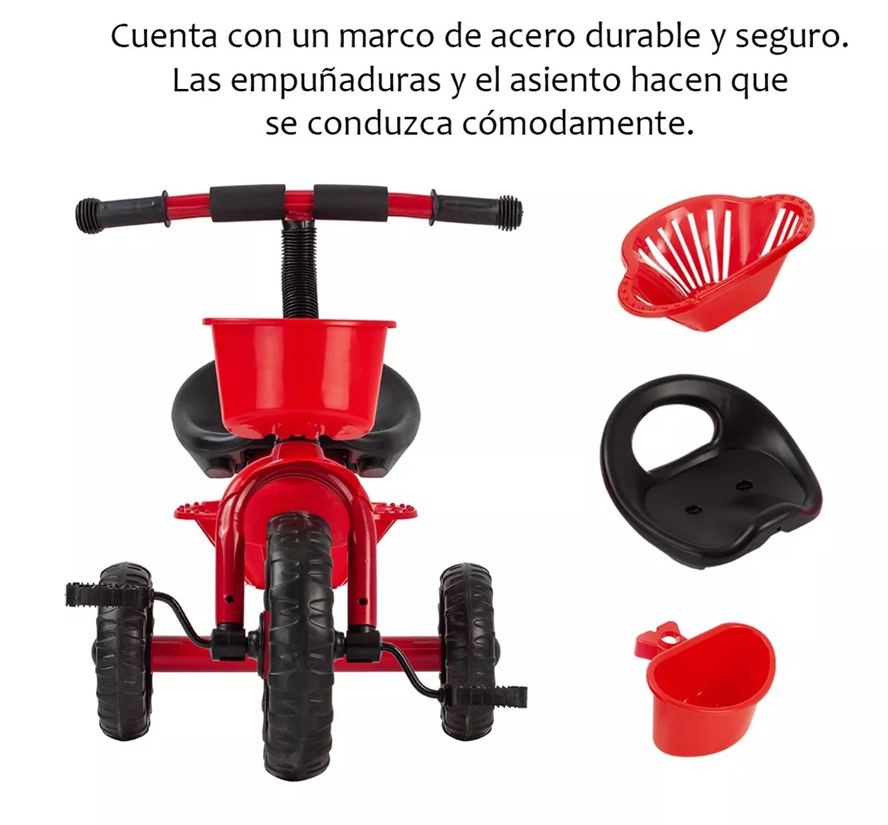 Cuenta con un marco de acero durable y seguro.
Las empuñaduras y el asiento hacen que
se conduzca cómodamente.